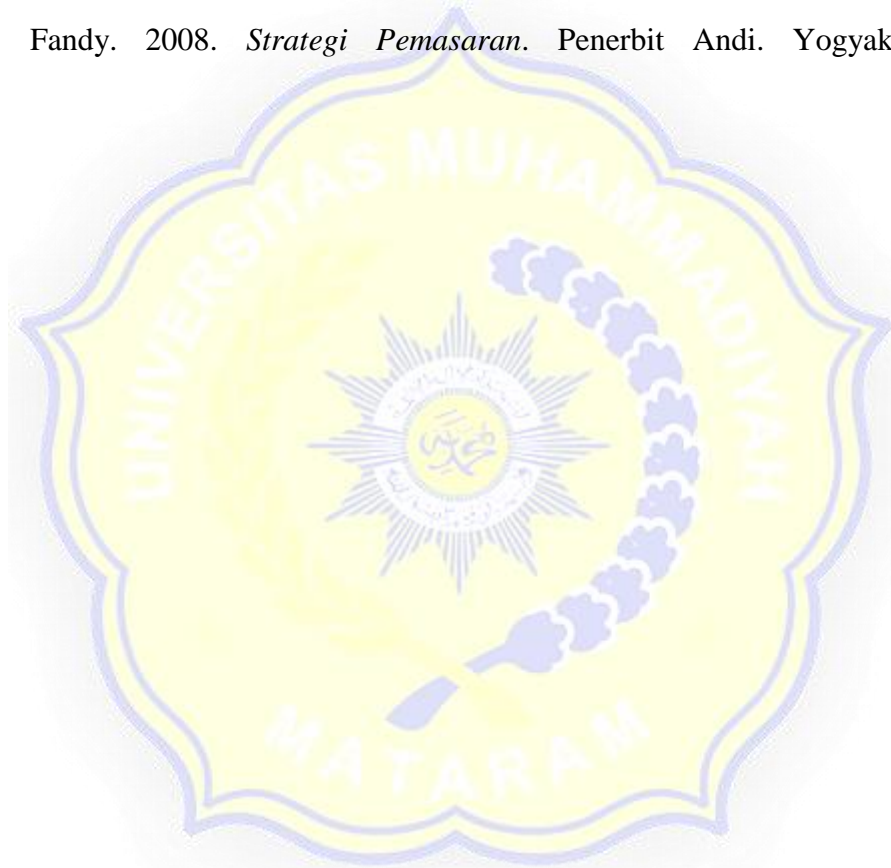 Fandy. 2008. Strategi Pemasaran. Penerbit Andi. Yogyak
UNIVERSITAS MUHAMMADIYAH
MATARAM